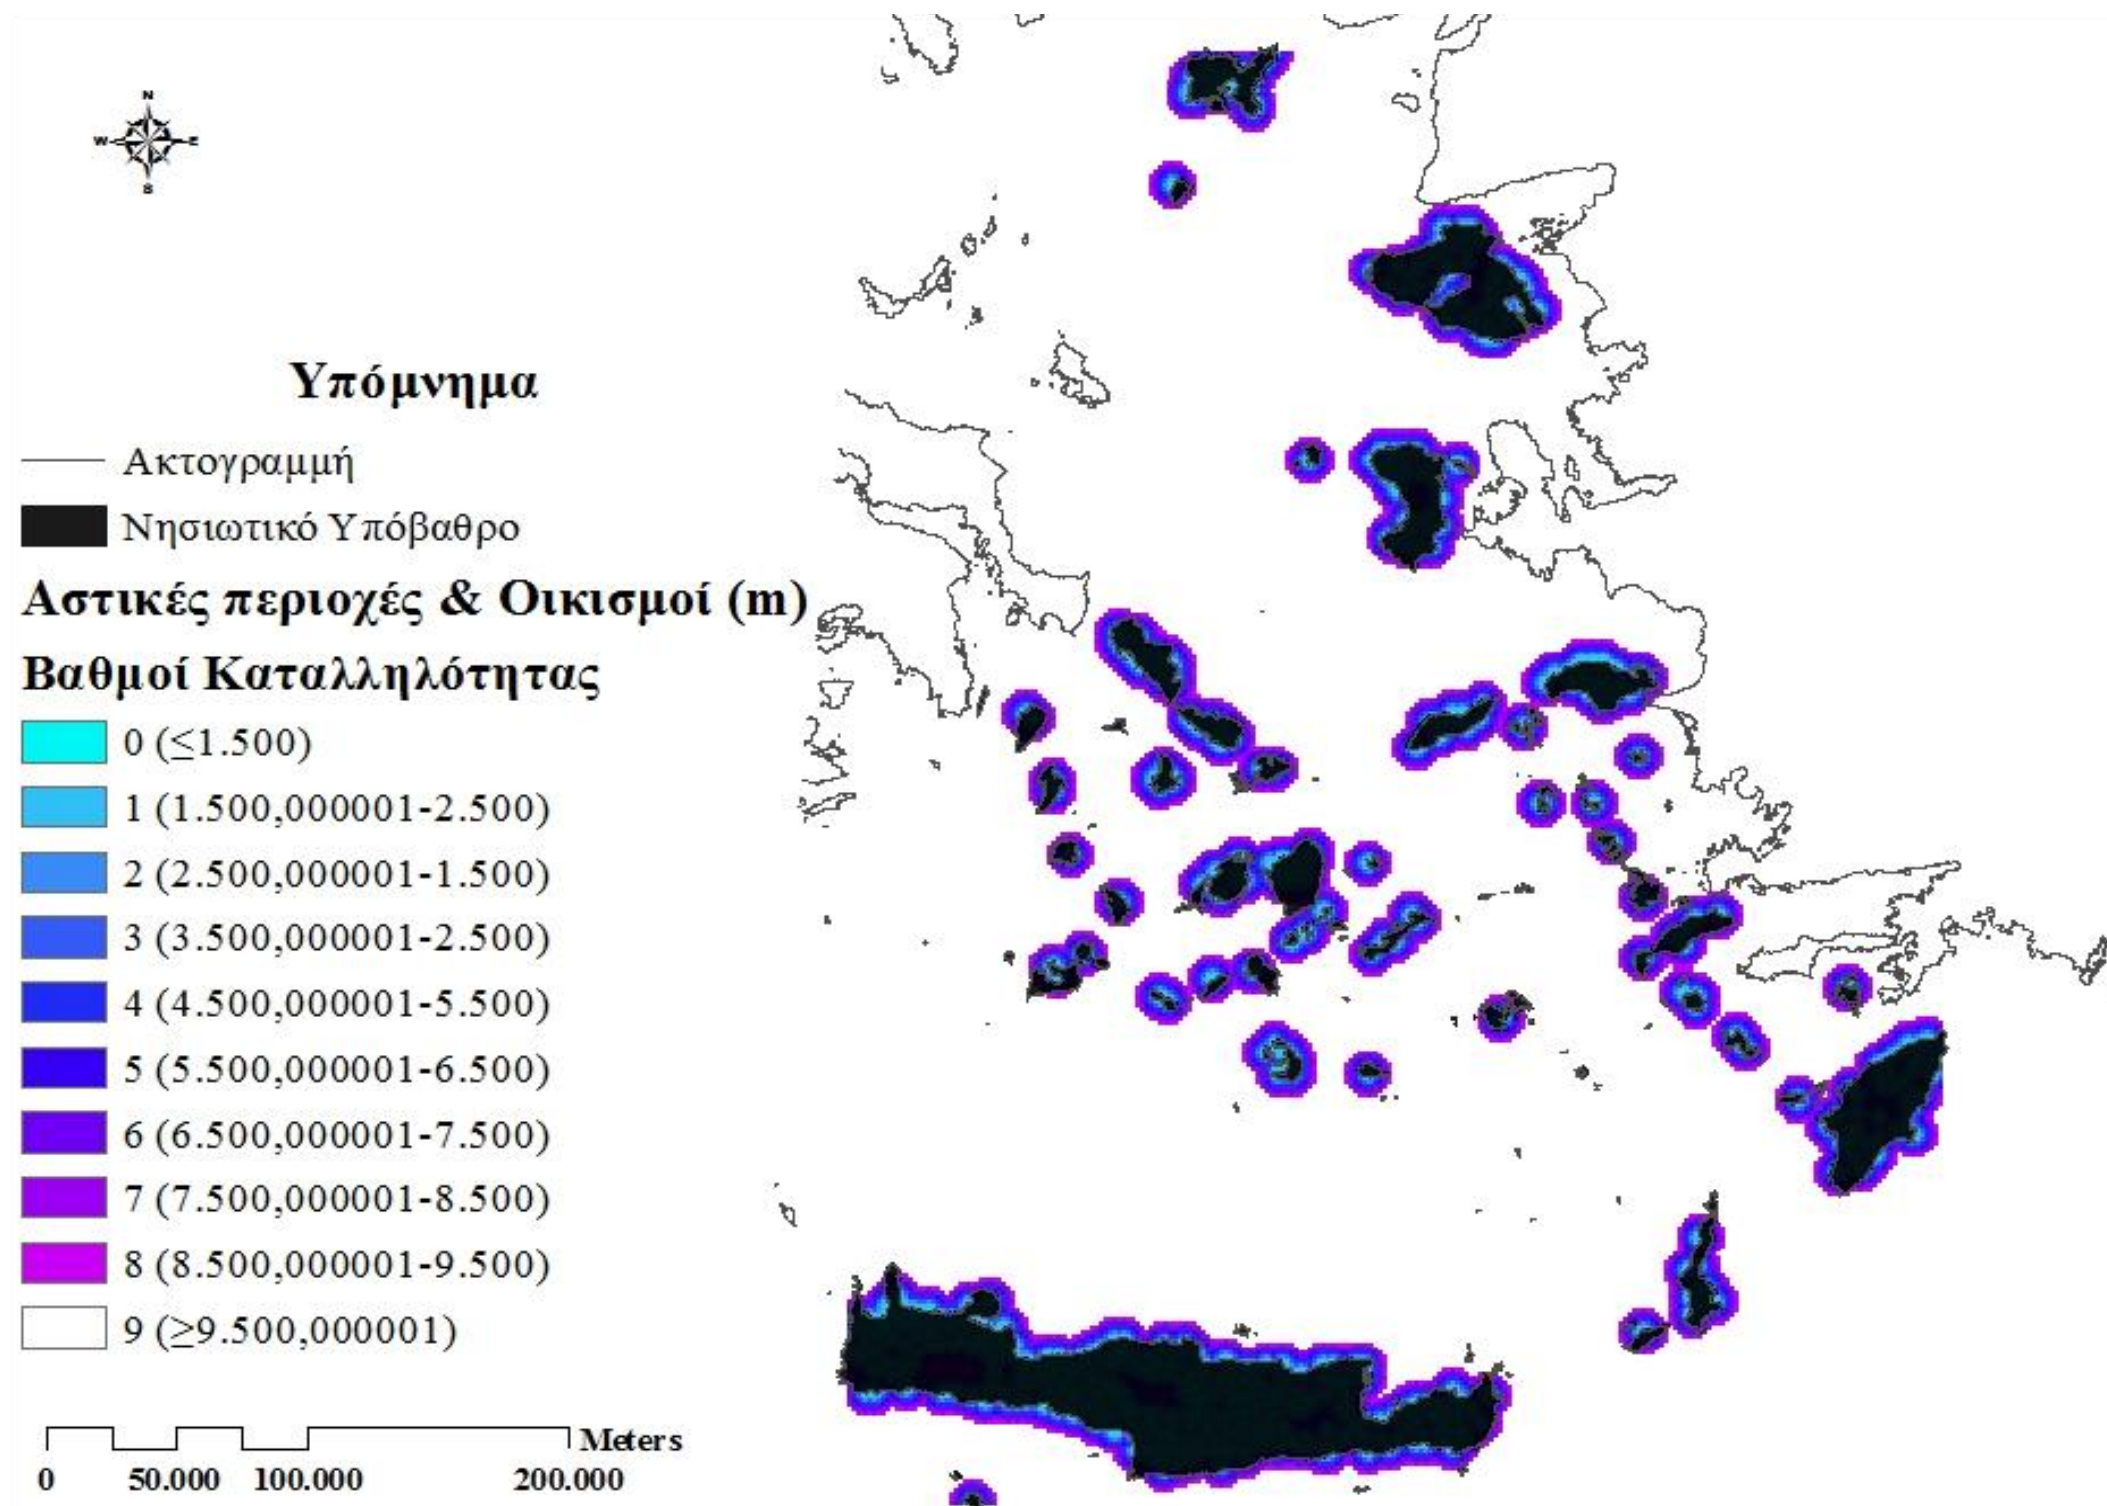 N
W E
S
Υπόμνημα
Ακτογραμμή
Νησιωτικό Υπόβαθρο
Αστικές περιοχές & Οικισμοί (m)
Βαθμοί Καταλληλότητας
0 (≤1.500)
1 (1.500,000001-2.500)
2 (2.500,000001-1.500)
3 (3.500,000001-2.500)
4 (4.500,000001-5.500)
5 (5.500,000001-6.500)
6 (6.500,000001-7.500)
7 (7.500,000001-8.500)
8 (8.500,000001-9.500)
9 (≥9.500,000001)
Meters
0 50.000 100.000 200.000